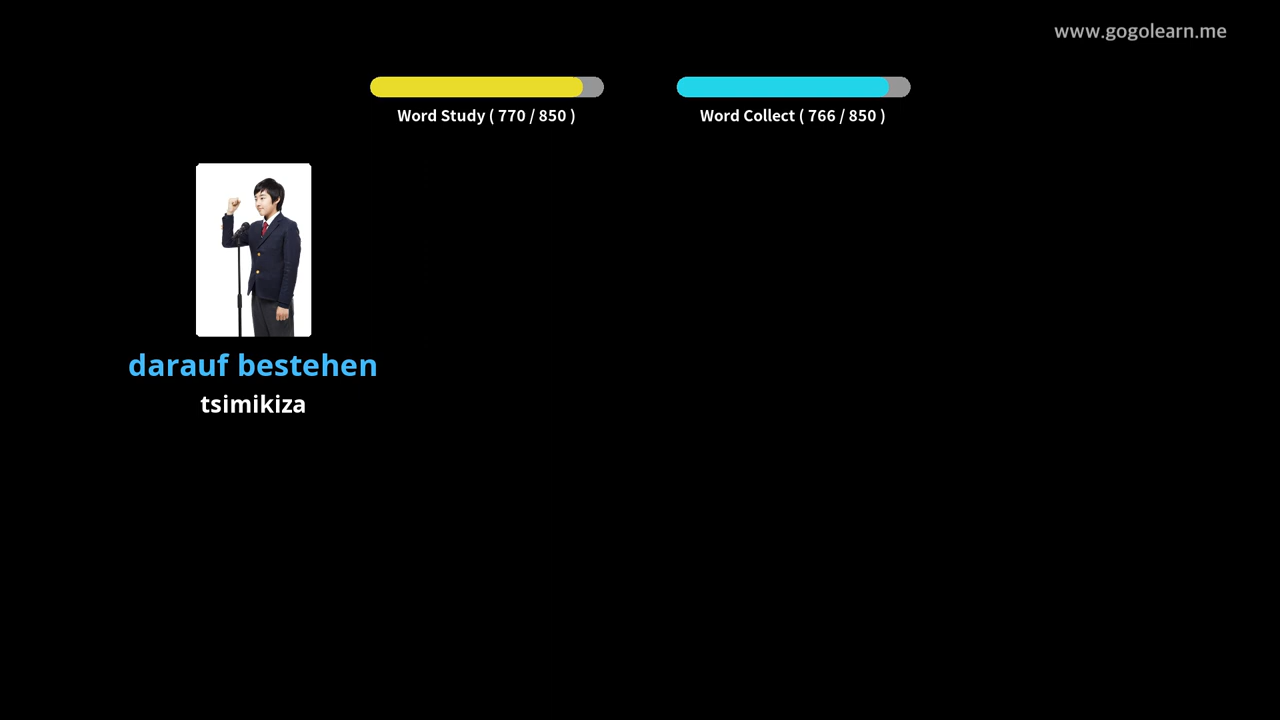 www.gogolearn.me
Word Study ( 770 / 850 )
Word Collect ( 766 / 850 )
darauf bestehen
tsimikiza